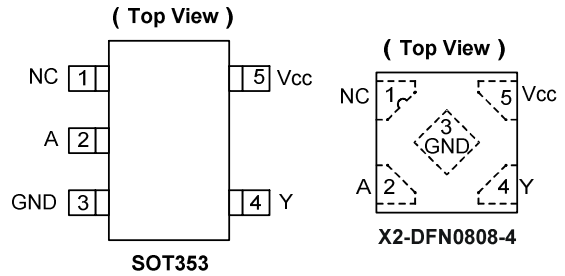 ( Top View )
NC 1
5 Vcc
A 2
GND 3
4 Y
SOT353
( Top View )
NC 1
5 Vcc
3
GND
A 2
4 Y
X2-DFN0808-4